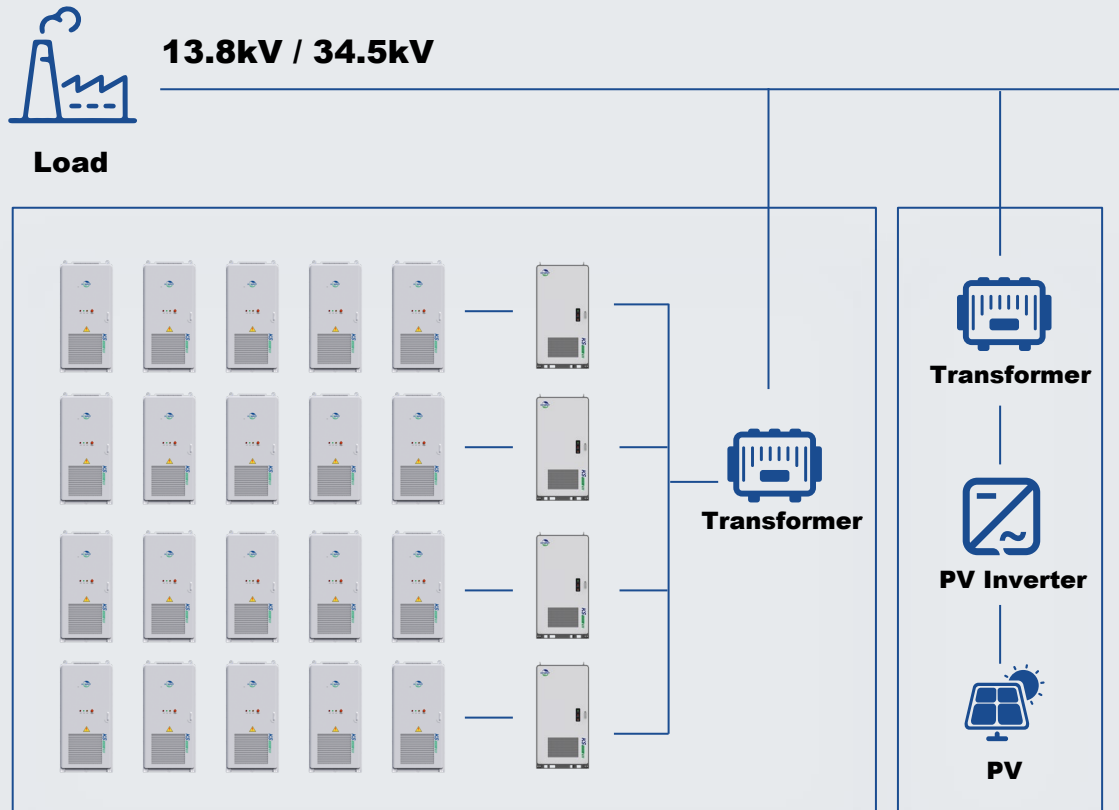 13.8kV / 34.5kV
Load
Transformer
Transformer
PV Inverter
PV